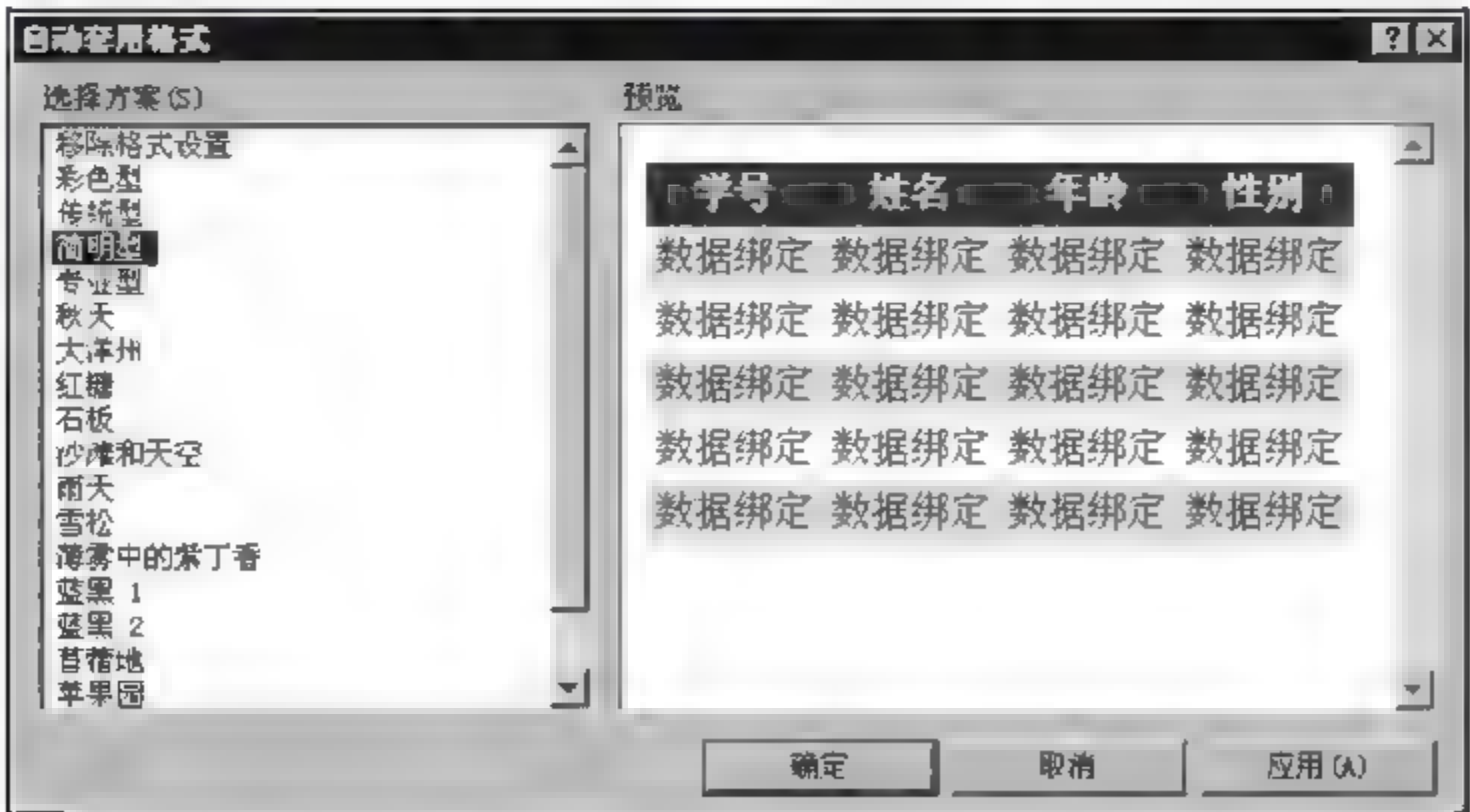 自动套用格式
选择方案(S)
移除格式设置
彩色型
传统型
简明型
专业型
秋天
大洋洲
红糖
石板
沙滩和天空
雨天
雪松
薄雾中的紫丁香
蓝黑 1
蓝黑 2
苜蓿地
苹果园
预览
学号 姓名 年龄 性别
数据绑定 数据绑定 数据绑定 数据绑定
数据绑定 数据绑定 数据绑定 数据绑定
数据绑定 数据绑定 数据绑定 数据绑定
数据绑定 数据绑定 数据绑定 数据绑定
数据绑定 数据绑定 数据绑定 数据绑定
确定 取消 应用(A)